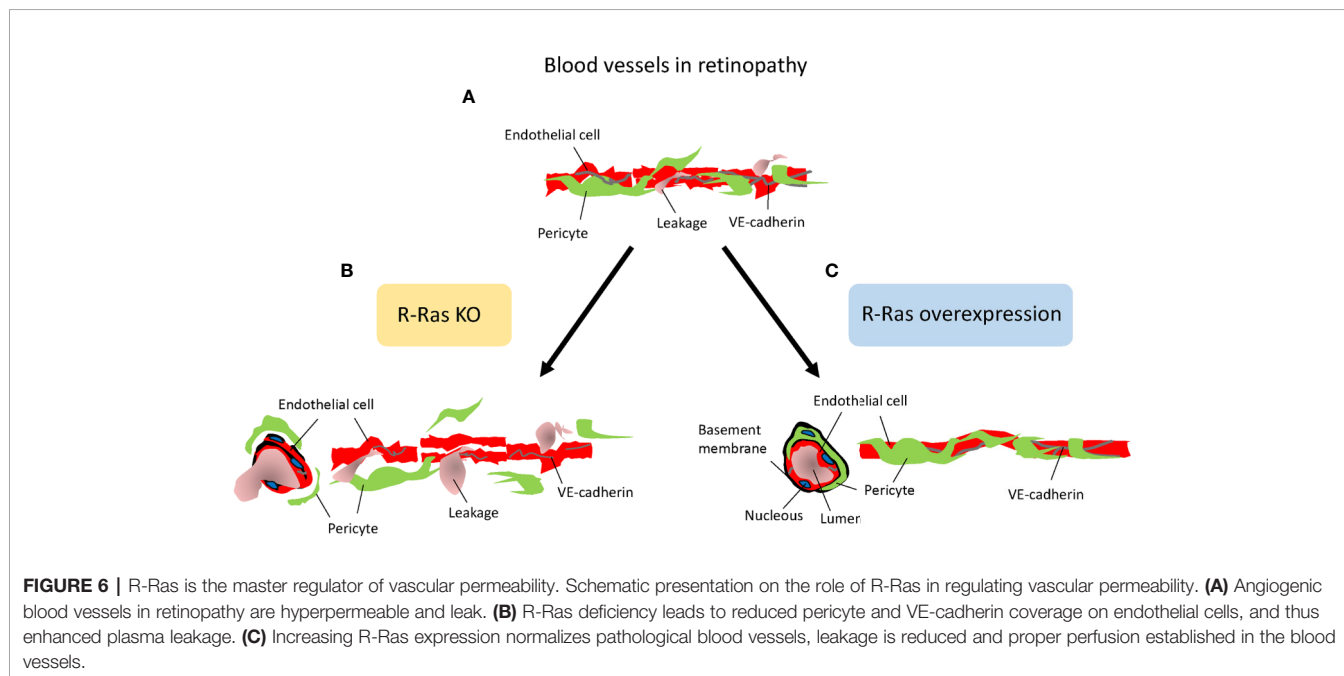 Blood vessels in retinopathy
A
Endothelial cell
Pericyte
Leakage
VE-cadherin
B
R-Ras KO
C
R-Ras overexpression
Endothelial cell
Pericyte
Leakage
VE-cadherin
Endothelial cell
Basement
membrane
Pericyte
VE-cadherin
Nucleous
Lumen
FIGURE 6 | R-Ras is the master regulator of vascular permeability. Schematic presentation on the role of R-Ras in regulating vascular permeability. (A) Angiogenic
blood vessels in retinopathy are hyperpermeable and leak. (B) R-Ras deficiency leads to reduced pericyte and VE-cadherin coverage on endothelial cells, and thus
enhanced plasma leakage. (C) Increasing R-Ras expression normalizes pathological blood vessels, leakage is reduced and proper perfusion established in the blood
vessels.